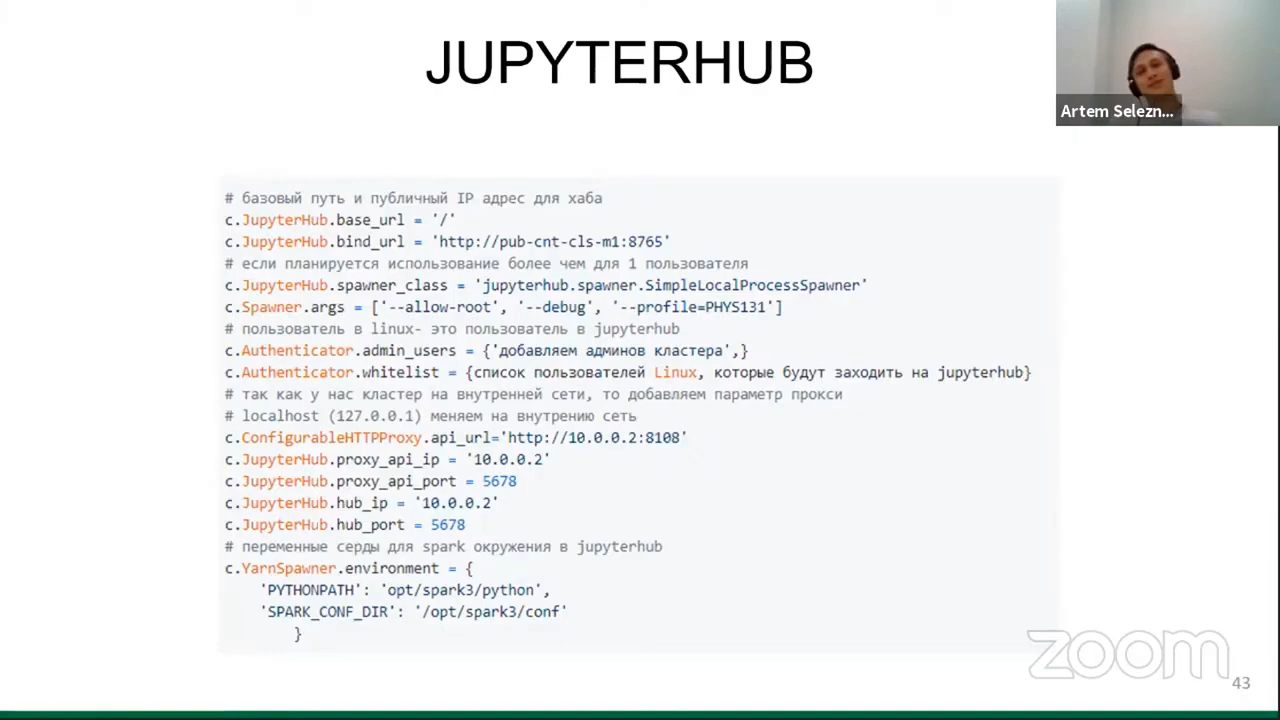 JUPYTERHUB
Artem Selezn...
# базовый путь и публичный IP адрес для хаба
c.JupyterHub.base_url = '/'
c.JupyterHub.bind_url = 'http://pub-cnt-cls-m1:8765'
# если планируется использование более чем для 1 пользователя
c.JupyterHub.spawner_class = 'jupyterhub.spawner.SimpleLocalProcessSpawner'
c.Spawner.args = ['--allow-root', '--debug', '--profile=PHYS131']
# пользователь в linux- это пользователь в jupyterhub
c.Authenticator.admin_users = {'добавляем админов кластера',}
c.Authenticator.whitelist = {список пользователей Linux, которые будут заходить на jupyterhub}
# так как у нас кластер на внутренней сети, то добавляем параметр прокси
# localhost (127.0.0.1) меняем на внутрению сеть
c.ConfigurableHTTPProxy.api_url='http://10.0.0.2:8108'
c.JupyterHub.proxy_api_ip = '10.0.0.2'
c.JupyterHub.proxy_api_port = 5678
c.JupyterHub.hub_ip = '10.0.0.2'
c.JupyterHub.hub_port = 5678
# переменные серды для spark окружения в jupyterhub
c.YarnSpawner.environment = {
'PYTHONPATH': 'opt/spark3/python',
'SPARK_CONF_DIR': '/opt/spark3/conf'
}
zoom
43